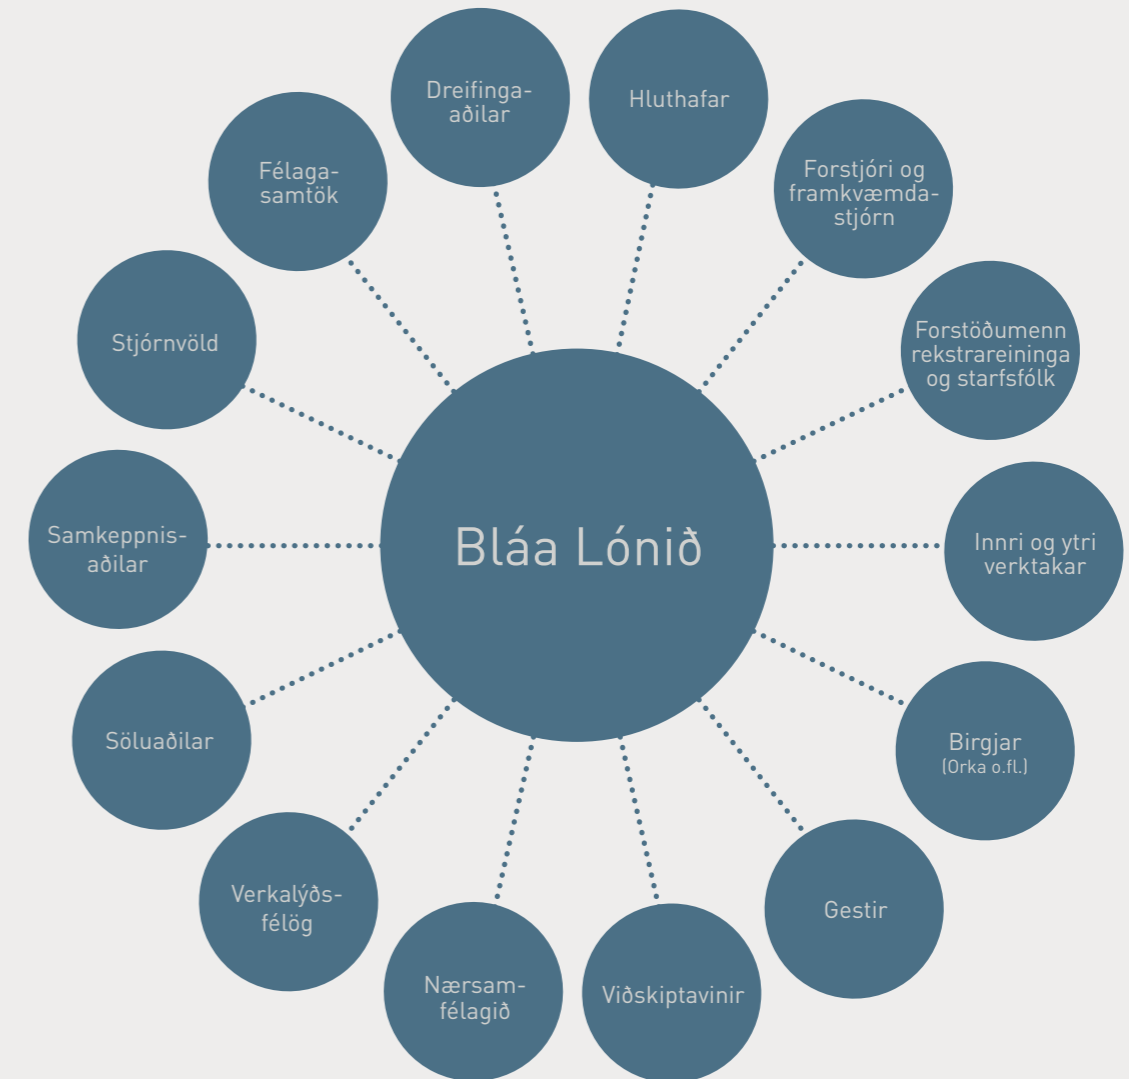 Dreifinga-
aðilar
Hluthafar
Forstjóri og
framkvæmda-
stjórn
Forstöðumenn
rekstrareininga
og starfsfólk
Innri og ytri
verktakar
Birgjar
(Orka o.fl.)
Gestir
Viðskiptavinir
Nærsam-
félagið
Verkalýðs-
félög
Söluaðilar
Samkeppnis-
aðilar
Stjórnvöld
Félaga-
samtök
Bláa Lónið